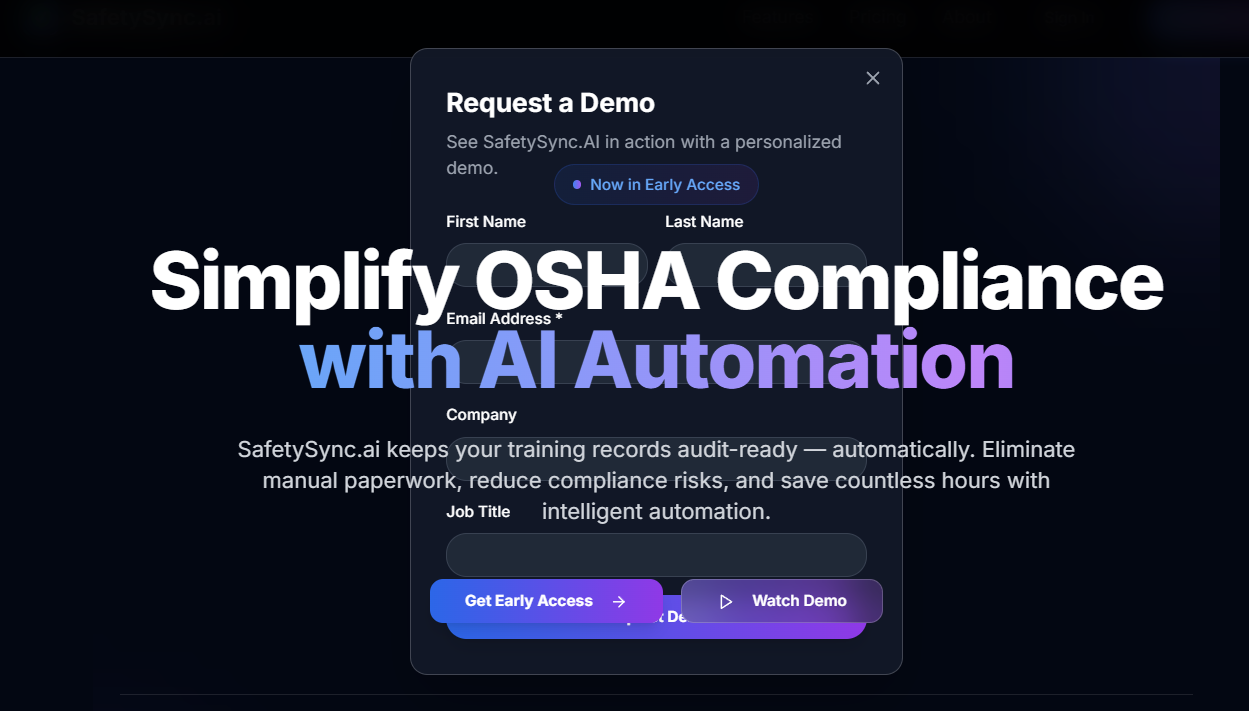 Request a Demo
See SafetySync.AI in action with a personalized
demo.
Now in Early Access
First Name
Last Name
Simplify OSHA Compliance
Email Address *
with AI Automation
Company
SafetySync.ai keeps your training records audit-ready — automatically. Eliminate
manual paperwork, reduce compliance risks, and save countless hours with
Job Title
intelligent automation.
Get Early Access
Watch Demo